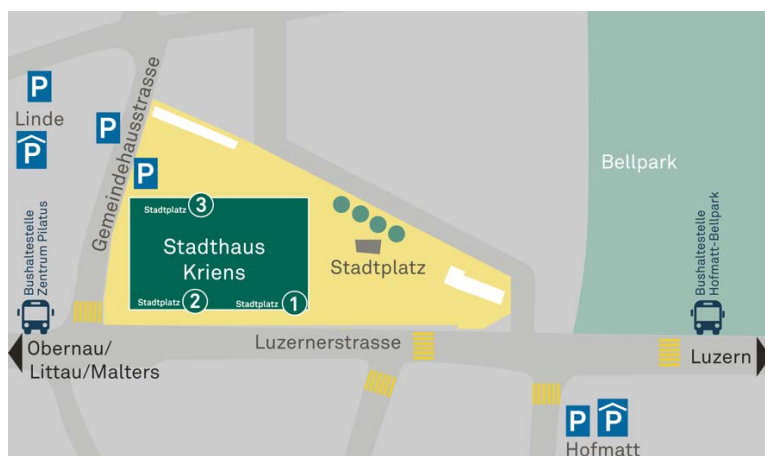 P
Linde
P
P
P
Gemeindehausstrasse
Bellpark
Stadtplatz 3
Stadthaus
Kriens
Stadtplatz 2
Stadtplatz 1
Stadtplatz
Bushaltestelle
Zentrum Pilatus
Bushaltestelle
Hofmatt-Bellpark
Obernau/
Littau/Malters
Luzernerstrasse
Luzern
P P
Hofmatt